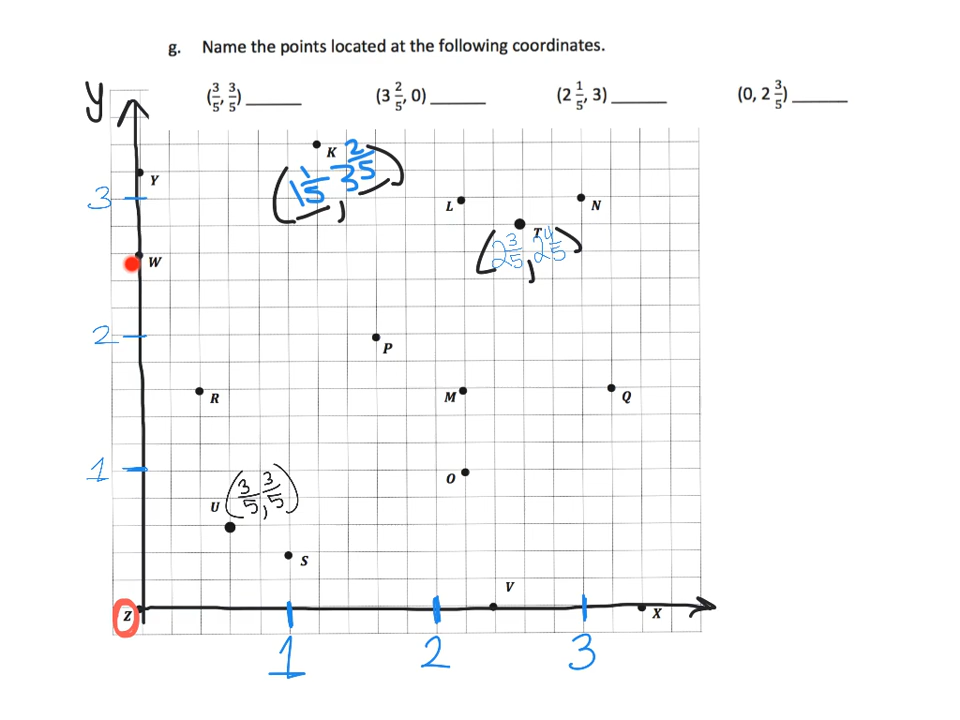 g. Name the points located at the following coordinates.
(3/5, 3/5) ______ (3 2/5, 0) ______ (2 1/5, 3) ______ (0, 2 3/5) ______
y
K
Y
(1 1/5, 3 2/5)
3
L
N
T
(2 3/5, 2 4/5)
W
2
P
R
M
Q
1
O
(3/5, 3/5)
U
S
V
Z
X
1 2 3